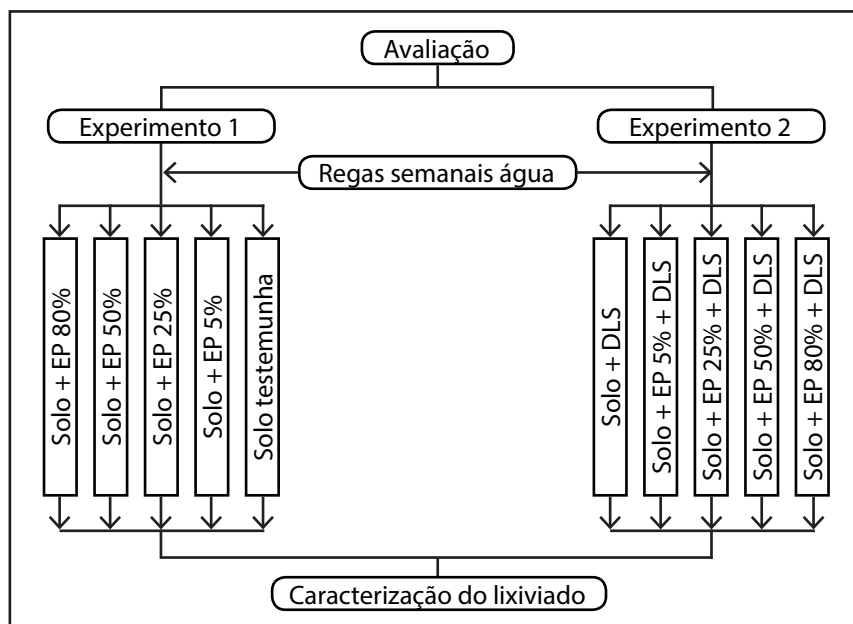 Avaliação
Experimento 1
Experimento 2
Regas semanais água
Solo + EP 80%
Solo + EP 50%
Solo + EP 25%
Solo + EP 5%
Solo testemunha
Solo + DLS
Solo + EP 5% + DLS
Solo + EP 25% + DLS
Solo + EP 50% + DLS
Solo + EP 80% + DLS
Caracterização do lixiviado